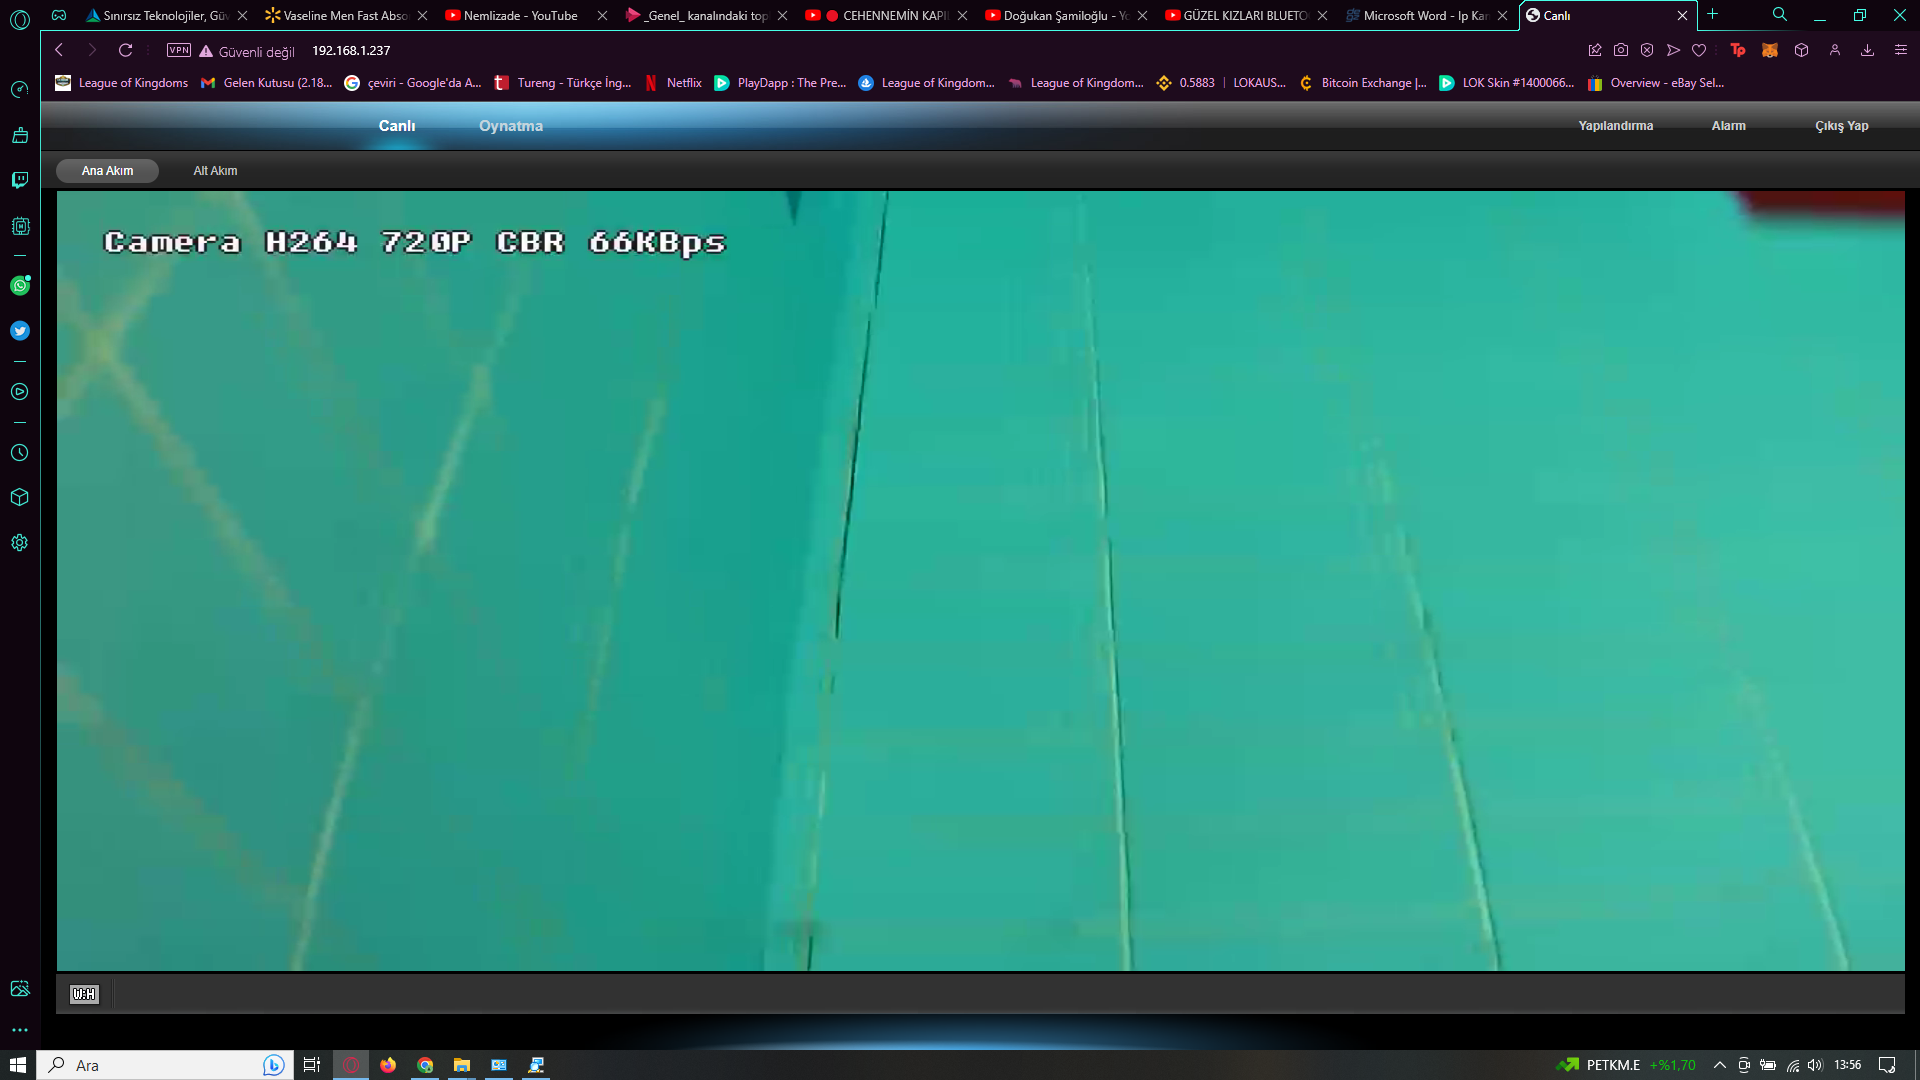 Sınırsız Teknolojiler, Güv
Vaseline Men Fast Abso
Nemlizade - YouTube
_Genel_ kanalındaki top
CEHENNEMİN KAPI
Doğukan Şamiloğlu - Yo
GÜZEL KIZLARI BLUETO
Microsoft Word - Ip Kam
Canlı
VPN
Güvenli değil
192.168.1.237
League of Kingdoms
Gelen Kutusu (2.18...
çeviri - Google'da A...
Tureng - Türkçe İng...
Netflix
PlayDapp : The Pre...
League of Kingdom...
League of Kingdom...
0.5883 | LOKAUS...
Bitcoin Exchange |...
LOK Skin #1400066...
Overview - eBay Sel...
Canlı
Oynatma
Yapılandırma
Alarm
Çıkış Yap
Ana Akım
Alt Akım
Camera H264 720P CBR 66KBps
W:H
Ara
PETKM.E
+%1,70
13:56